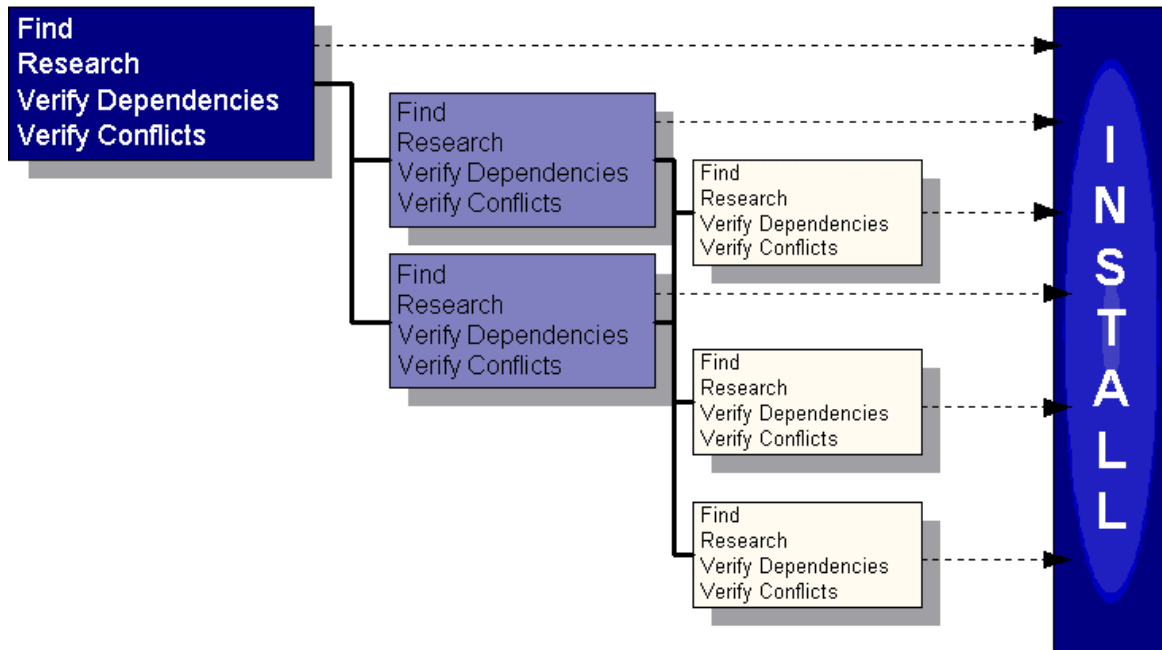 Find
Research
Verify Dependencies
Verify Conflicts
Find
Research
Verify Dependencies
Verify Conflicts
Find
Research
Verify Dependencies
Verify Conflicts
Find
Research
Verify Dependencies
Verify Conflicts
Find
Research
Verify Dependencies
Verify Conflicts
Find
Research
Verify Dependencies
Verify Conflicts
INSTALL